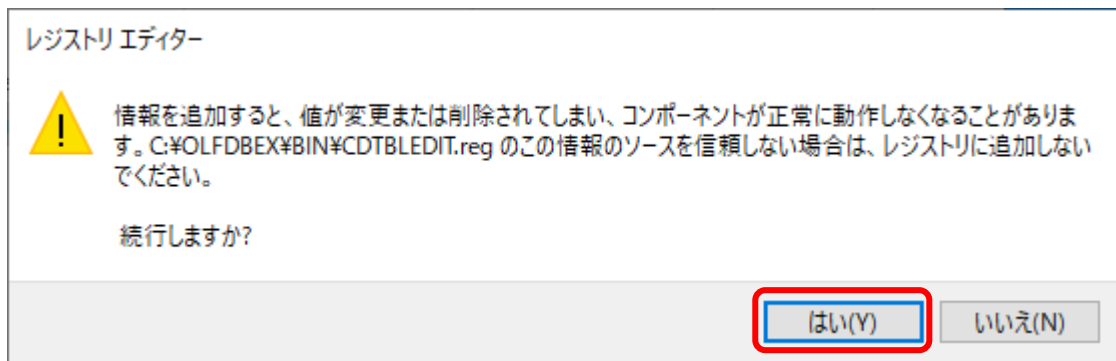 レジストリ エディター
情報を追加すると、値が変更または削除されてしまい、コンポーネントが正常に動作しなくなることがありま
す。C:¥OLFDBEX¥BIN¥CDTBLEDIT.reg のこの情報のソースを信頼しない場合は、レジストリに追加しない
でください。
続行しますか?
はい(Y)
いいえ(N)